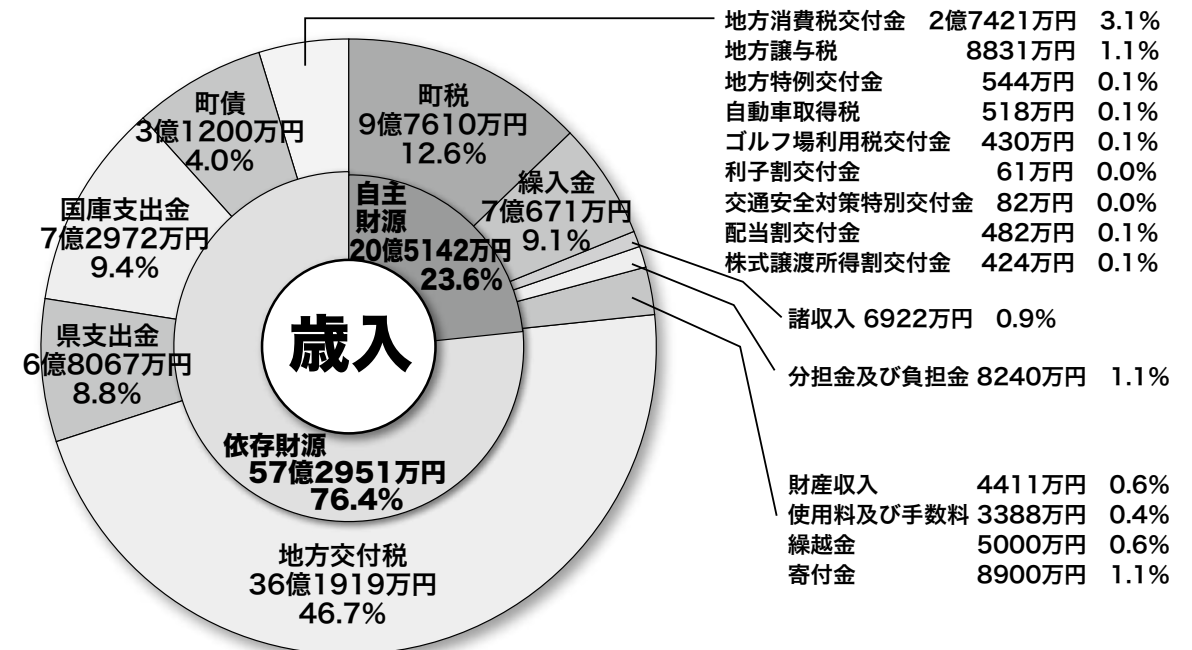 地方消費税交付金 2億7421万円 3.1%
地方譲与税 8831万円 1.1%
地方特例交付金 544万円 0.1%
自動車取得税 518万円 0.1%
ゴルフ場利用税交付金 430万円 0.1%
利子割交付金 61万円 0.0%
交通安全対策特別交付金 82万円 0.0%
配当割交付金 482万円 0.1%
株式譲渡所得割交付金 424万円 0.1%
町税
9億7610万円
12.6%
繰入金
7億671万円
9.1%
諸収入 6922万円 0.9%
分担金及び負担金 8240万円 1.1%
財産収入 4411万円 0.6%
使用料及び手数料 3388万円 0.4%
繰越金 5000万円 0.6%
寄付金 8900万円 1.1%
町債
3億1200万円
4.0%
国庫支出金
7億2972万円
9.4%
県支出金
6億8067万円
8.8%
地方交付税
36億1919万円
46.7%
自主
財源
20億5142万円
23.6%
歳入
依存財源
57億2951万円
76.4%